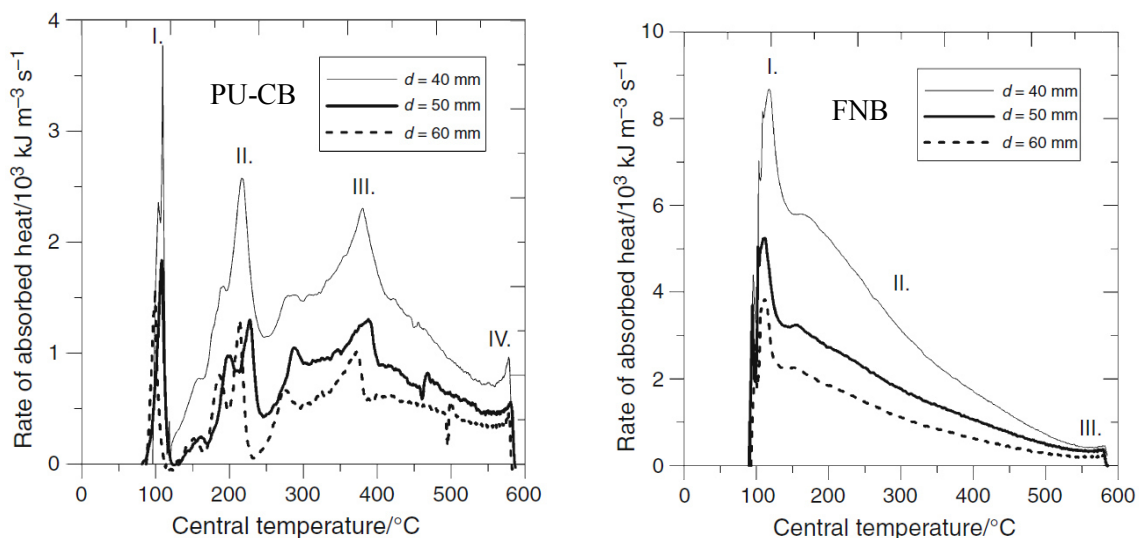 4
3
2
1
0
Rate of absorbed heat/10³ kJ m⁻³ s⁻¹
I.
PU-CB
d = 40 mm
d = 50 mm
d = 60 mm
II.
III.
IV.
0 100 200 300 400 500 600
Central temperature/°C
10
8
6
4
2
0
Rate of absorbed heat/10³ kJ m⁻³ s⁻¹
I.
FNB
d = 40 mm
d = 50 mm
d = 60 mm
II.
III.
0 100 200 300 400 500 600
Central temperature/°C